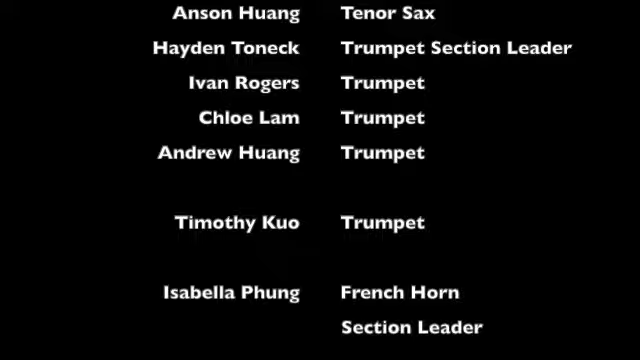 Anson Huang Tenor Sax
Hayden Toneck Trumpet Section Leader
Ivan Rogers Trumpet
Chloe Lam Trumpet
Andrew Huang Trumpet
Timothy Kuo Trumpet
Isabella Phung French Horn
Section Leader